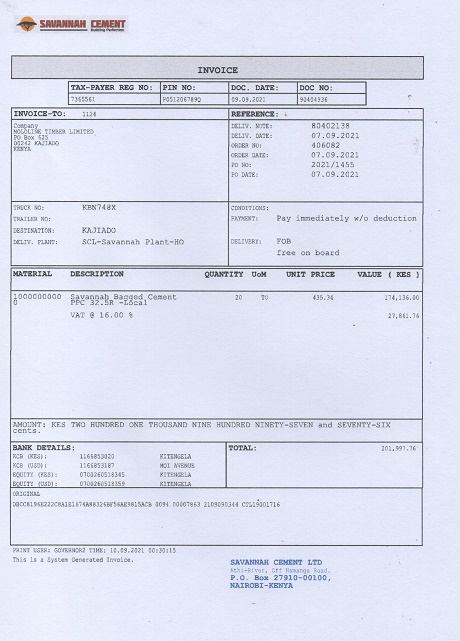 SAVANNAH CEMENT
Building Perfection
INVOICE
TAX-PAYER REG NO: PIN NO: DOC. DATE: DOC NO:
7365561 P051206789Q 09.09.2021 90404936
INVOICE-TO: 1124 REFERENCE:
Company DELIV. NOTE: 80402138
MOLOLINE TIMBER LIMITED DELIV. DATE: 07.09.2021
PO Box 625 ORDER NO: 406082
00242 KAJIADO ORDER DATE: 07.09.2021
KENYA PO NO: 2021/1455
PO DATE: 07.09.2021
TRUCK NO: KBN748X CONDITIONS:
TRAILER NO: PAYMENT: Pay immediately w/o deduction
DESTINATION: KAJIADO
DELIV. PLANT: SCL-Savannah Plant-HO DELIVERY: FOB
free on board
MATERIAL DESCRIPTION QUANTITY UoM UNIT PRICE VALUE ( KES )
1000000000 Savannah Bagged Cement 20 TO 435.34 174,136.00
0 PPC 32.5R -Local
VAT @ 16.00 % 27,861.76
AMOUNT: KES TWO HUNDRED ONE THOUSAND NINE HUNDRED NINETY-SEVEN and SEVENTY-SIX
cents.
BANK DETAILS: TOTAL: 201,997.76
KCB (KES): 1166853020 KITENGELA
KCB (USD): 1166853187 MOI AVENUE
EQUITY (KES): 0700260518345 KITENGELA
EQUITY (USD): 0700260518359 KITENGELA
ORIGINAL
0094 00007863 2109090344
PRINT USER: GOVERNOR2 TIME: 10.09.2021 00:30:15
This is a System Generated Invoice.
SAVANNAH CEMENT LTD
Athi-River, Off Namanga Road.
P.O. Box 27910-00100,
NAIROBI-KENYA